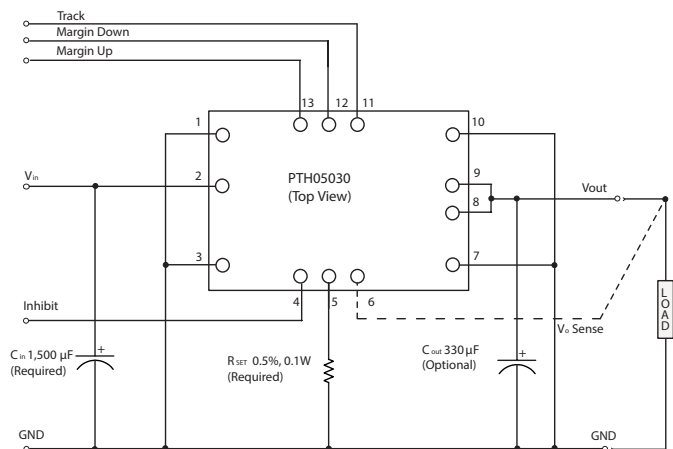 Track
Margin Down
Margin Up
13 12 11
1
10
PTH05030
(Top View)
Vin
2
9
8
Vout
3
7
4 5 6
Inhibit
LOAD
Vo Sense
Cin 1,500 µF
(Required)
RSET 0.5%, 0.1W
(Required)
+
Cout 330 µF
(Optional)
+
GND
GND